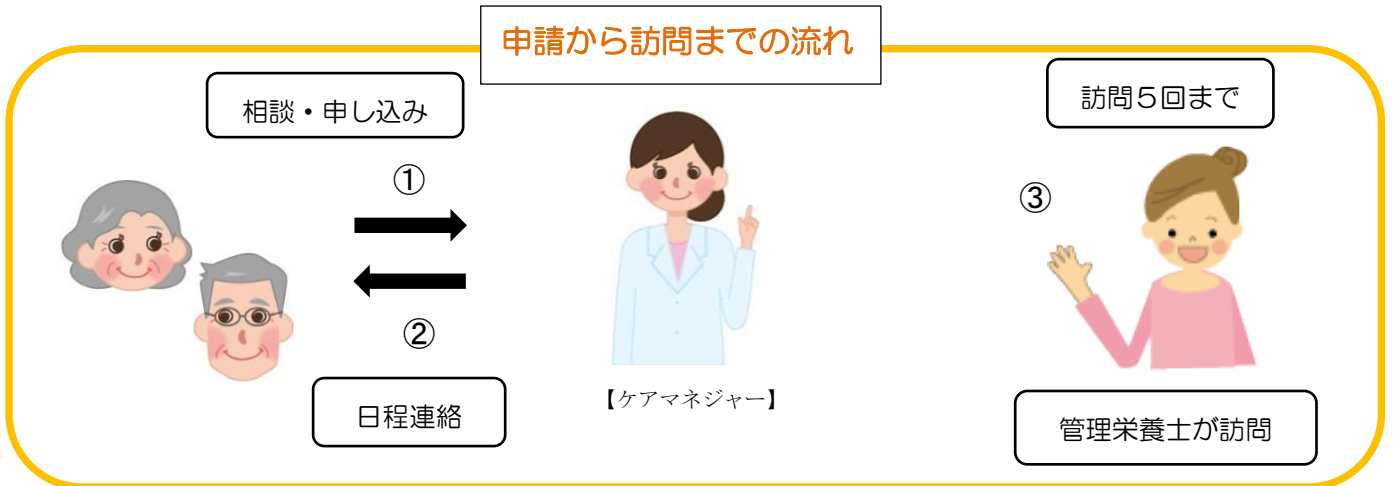 申請から訪問までの流れ
相談・申し込み
①
②
日程連絡
【ケアマネジャー】
訪問５回まで
③
管理栄養士が訪問